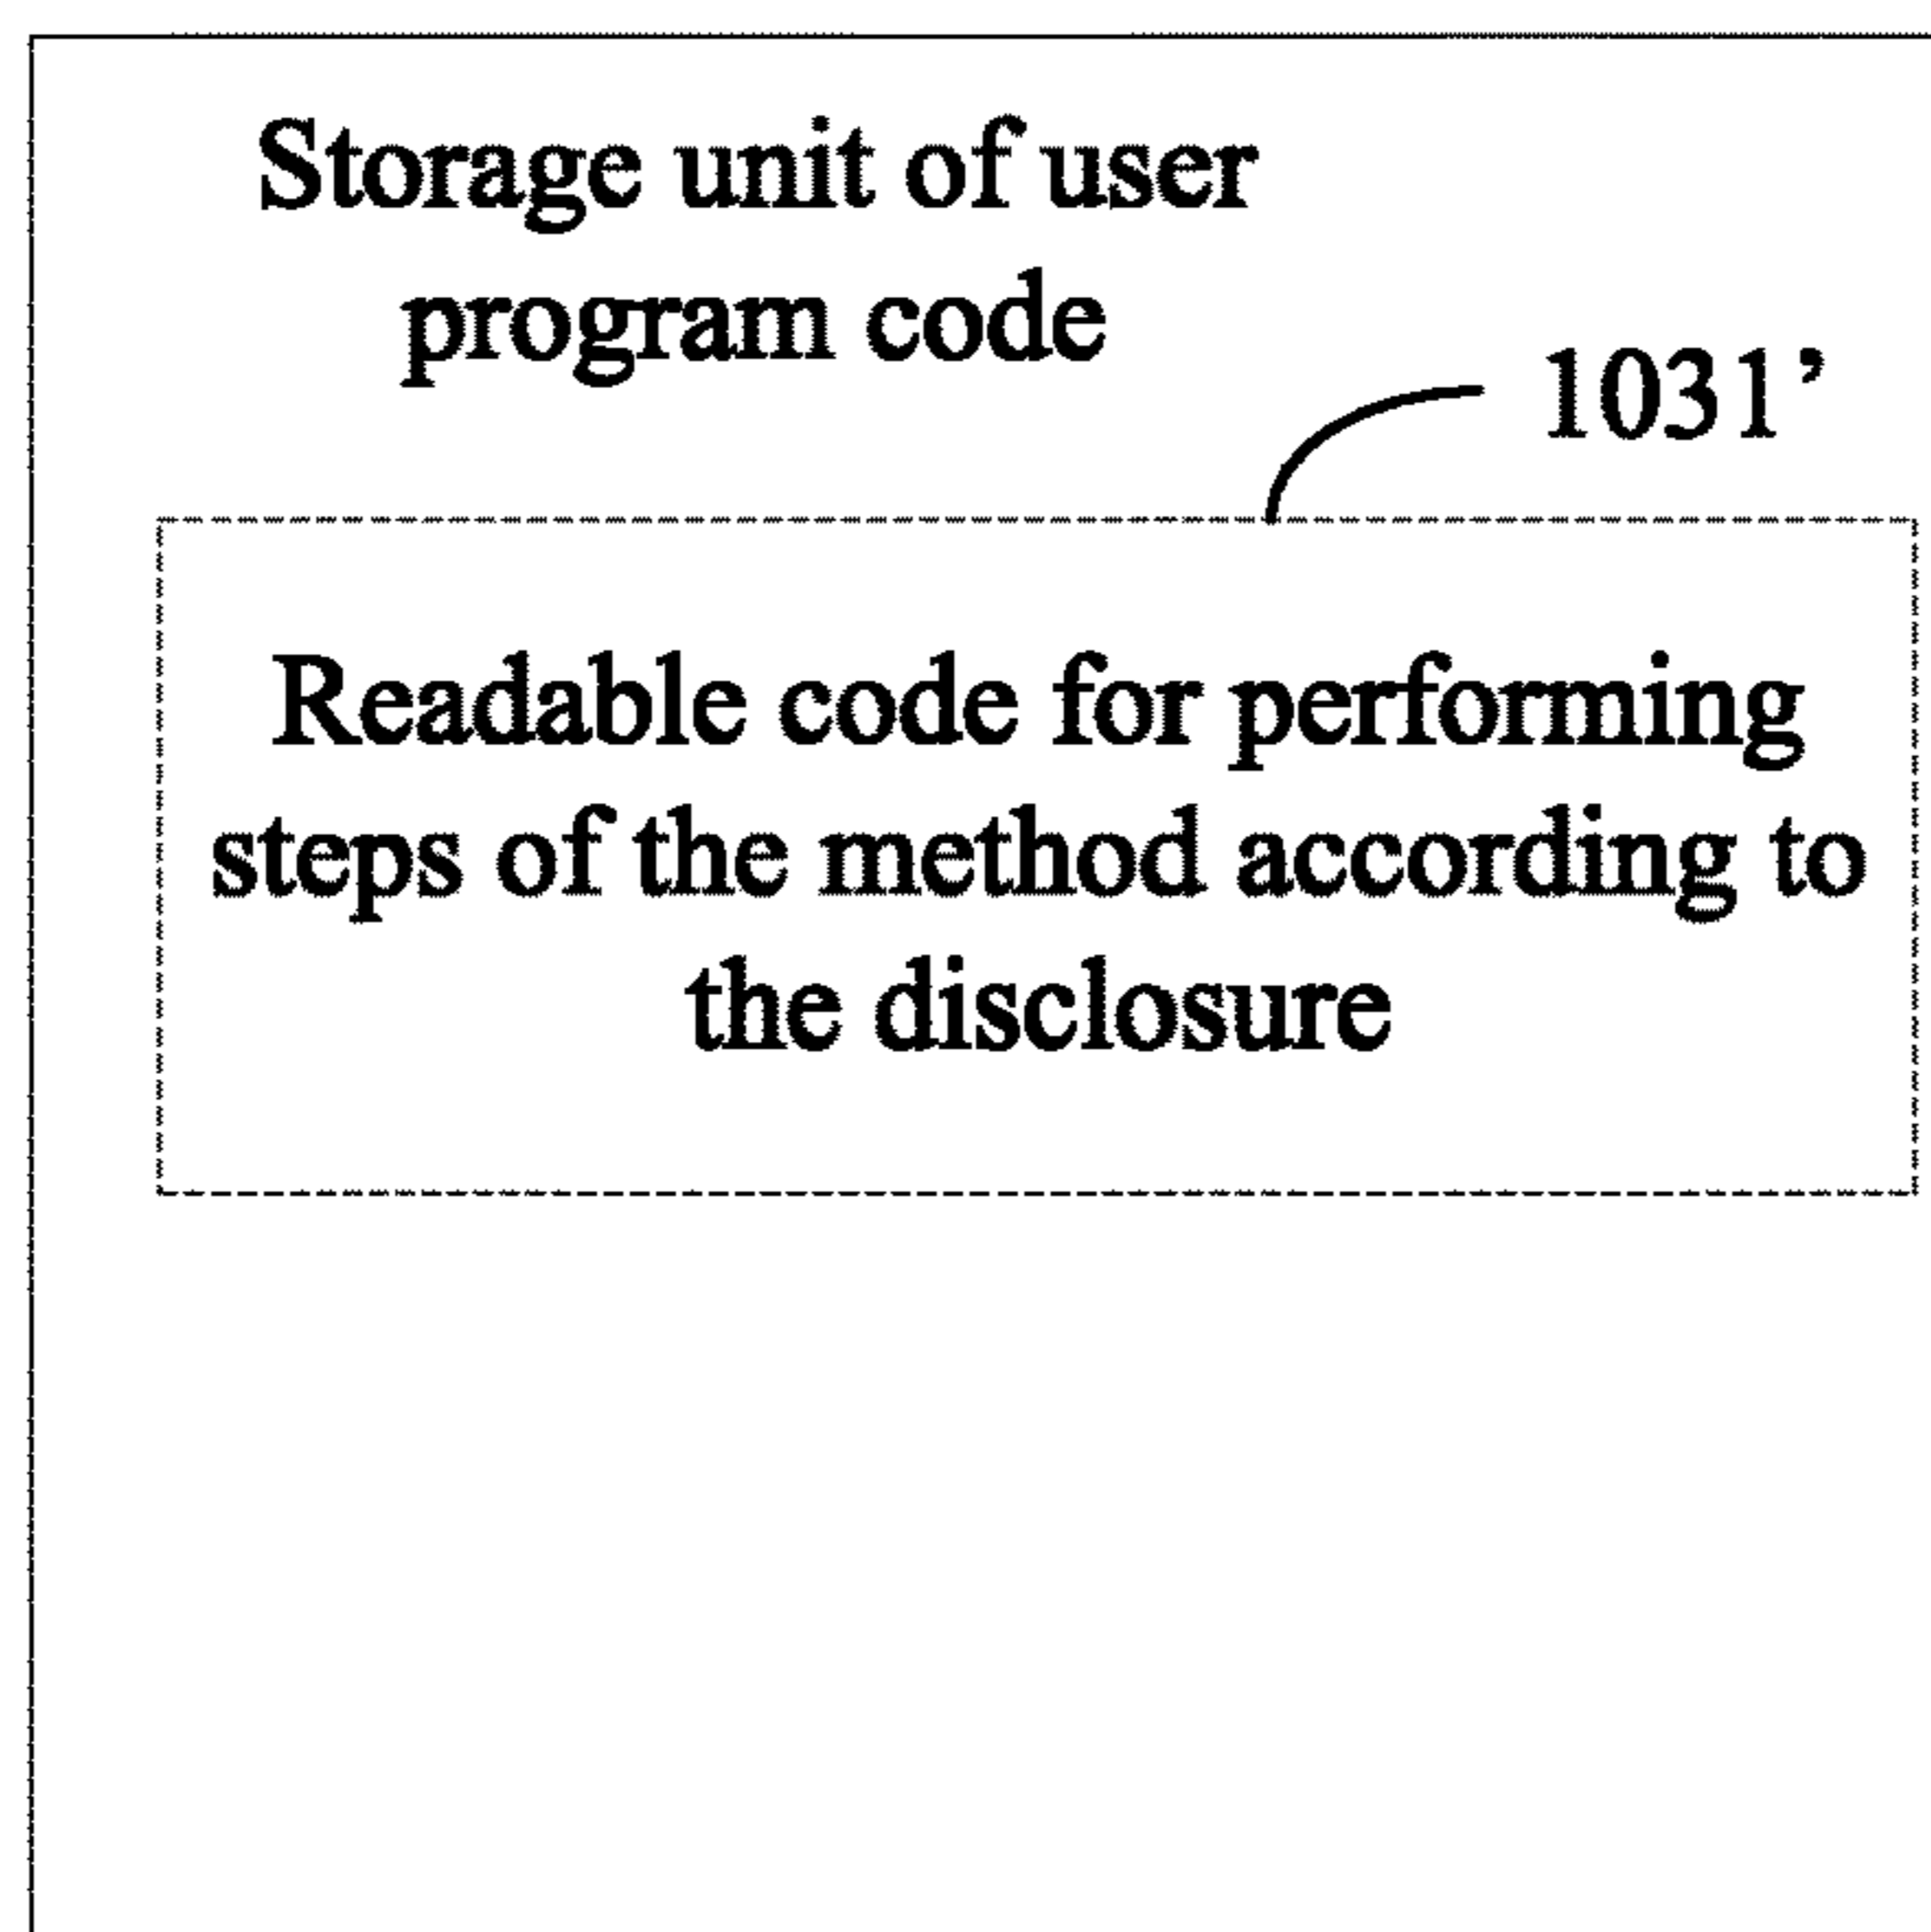 Storage unit of user
program code
1031’
Readable code for performing
steps of the method according to
the disclosure